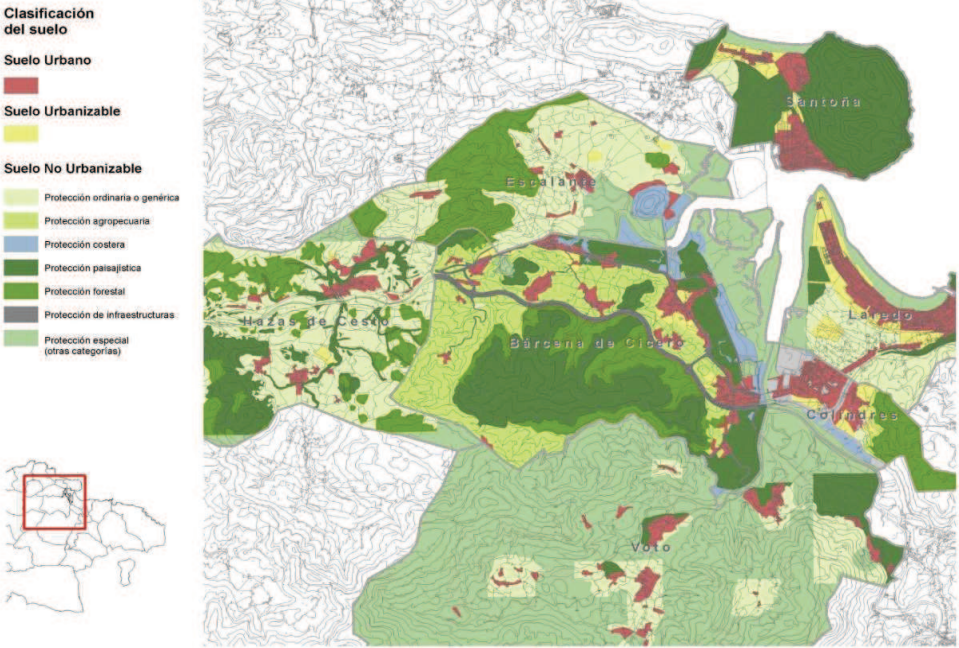 Clasificación
del suelo
Suelo Urbano
Suelo Urbanizable
Suelo No Urbanizable
Protección ordinaria o genérica
Protección agropecuaria
Protección costera
Protección paisajística
Protección forestal
Protección de infraestructuras
Protección especial
(otras categorías)
Santoña
Escalante
Hazas de Cesto
Bárcena de Cicero
Laredo
Colindres
Voto